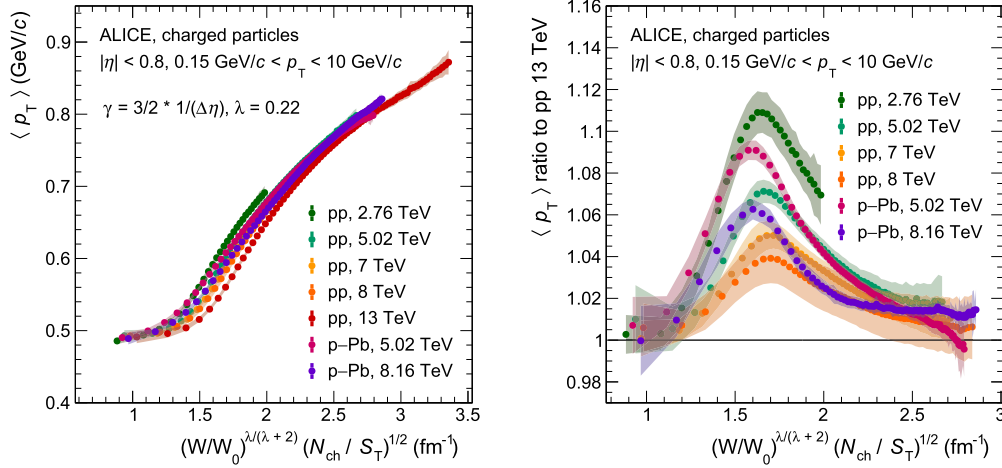 ALICE, charged particles
|η| < 0.8, 0.15 GeV/c < p_T < 10 GeV/c
γ = 3/2 * 1/(Δη), λ = 0.22
⟨ p_T ⟩ (GeV/c)
0.9
0.8
0.7
0.6
0.5
0.4
pp, 2.76 TeV
pp, 5.02 TeV
pp, 7 TeV
pp, 8 TeV
pp, 13 TeV
p–Pb, 5.02 TeV
p–Pb, 8.16 TeV
1 1.5 2 2.5 3 3.5
(W/W_0)^{λ/(λ + 2)} (N_ch / S_T)^{1/2} (fm^{-1})
ALICE, charged particles
|η| < 0.8, 0.15 GeV/c < p_T < 10 GeV/c
⟨ p_T ⟩ ratio to pp 13 TeV
1.16
1.14
1.12
1.1
1.08
1.06
1.04
1.02
1
0.98
pp, 2.76 TeV
pp, 5.02 TeV
pp, 7 TeV
pp, 8 TeV
p–Pb, 5.02 TeV
p–Pb, 8.16 TeV
1 1.5 2 2.5 3
(W/W_0)^{λ/(λ + 2)} (N_ch / S_T)^{1/2} (fm^{-1})